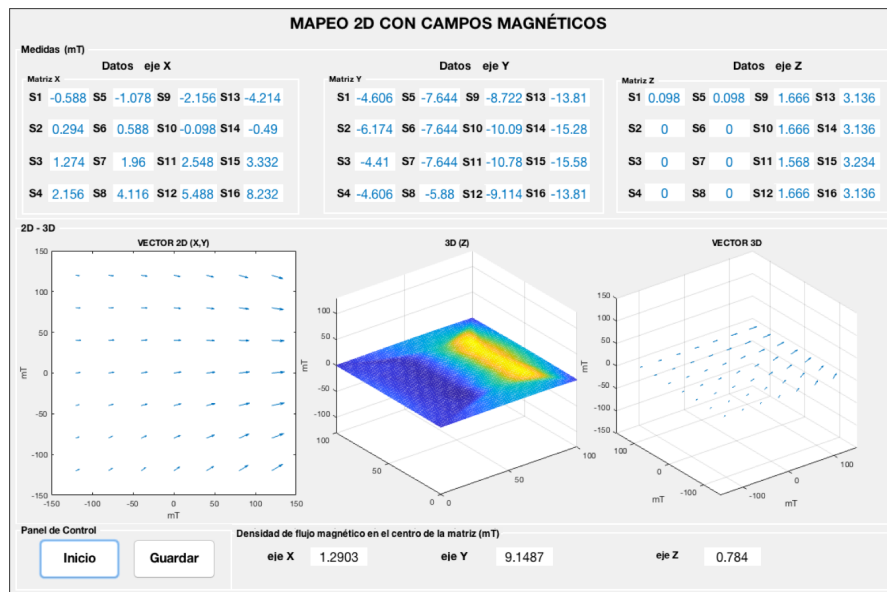 MAPEO 2D CON CAMPOS MAGNÉTICOS
Medidas (mT)
Datos eje X
Matriz X
S1 -0.588 S5 -1.078 S9 -2.156 S13 -4.214
S2 0.294 S6 0.588 S10 -0.098 S14 -0.49
S3 1.274 S7 1.96 S11 2.548 S15 3.332
S4 2.156 S8 4.116 S12 5.488 S16 8.232
Datos eje Y
Matriz Y
S1 -4.606 S5 -7.644 S9 -8.722 S13 -13.81
S2 -6.174 S6 -7.644 S10 -10.09 S14 -15.28
S3 -4.41 S7 -7.644 S11 -10.78 S15 -15.58
S4 -4.606 S8 -5.88 S12 -9.114 S16 -13.81
Datos eje Z
Matriz Z
S1 0.098 S5 0.098 S9 1.666 S13 3.136
S2 0 S6 0 S10 1.666 S14 3.136
S3 0 S7 0 S11 1.568 S15 3.234
S4 0 S8 0 S12 1.666 S16 3.136
2D - 3D
VECTOR 2D (X,Y)
150
100
50
0
-50
-100
-150
mT
-150 -100 -50 0 50 100 150
mT
3D (Z)
100
50
0
-50
-100
100
50
0
0
50
100
VECTOR 3D
mT
150
100
50
0
-50
-100
-150
100
0
-100
mT
-100
0
100
mT
Panel de Control
Inicio
Guardar
Densidad de flujo magnético en el centro de la matriz (mT)
eje X 1.2903 eje Y 9.1487 eje Z 0.784